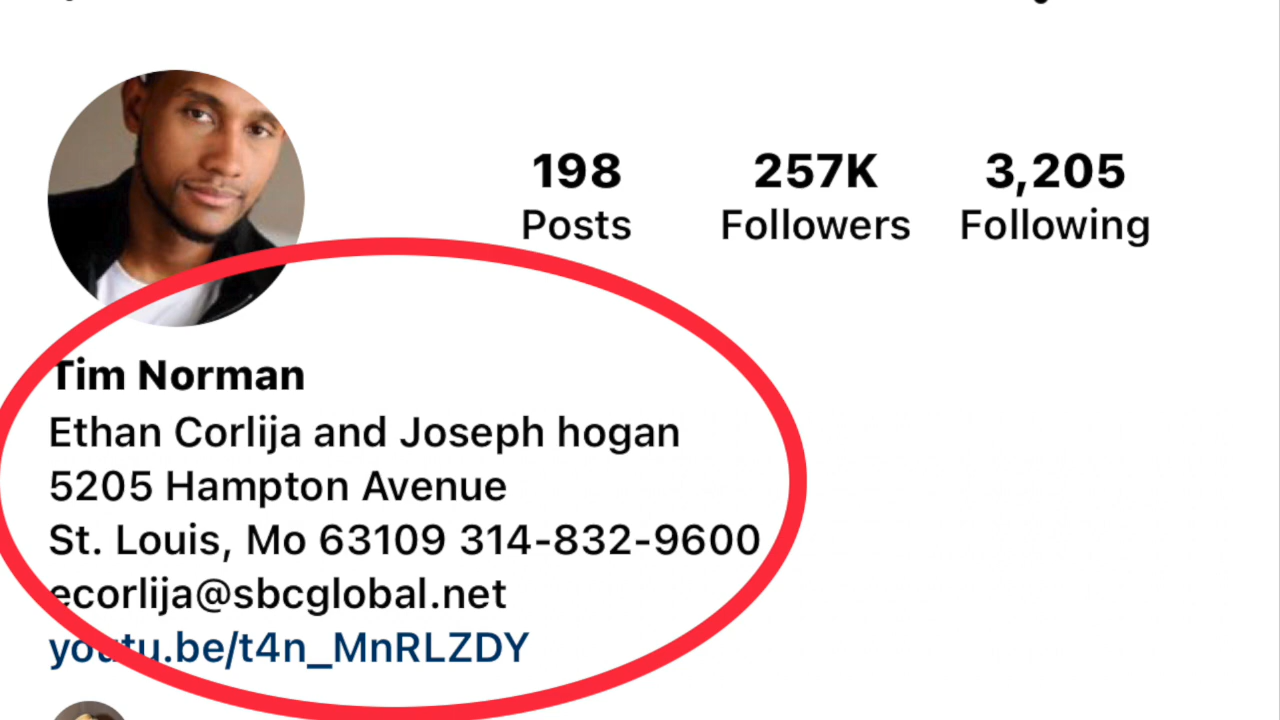 198 257K 3,205
Posts Followers Following
Tim Norman
Ethan Corlija and Joseph hogan
5205 Hampton Avenue
St. Louis, Mo 63109 314-832-9600
ecorlija@sbcglobal.net
youtu.be/t4n_MnRLZDY